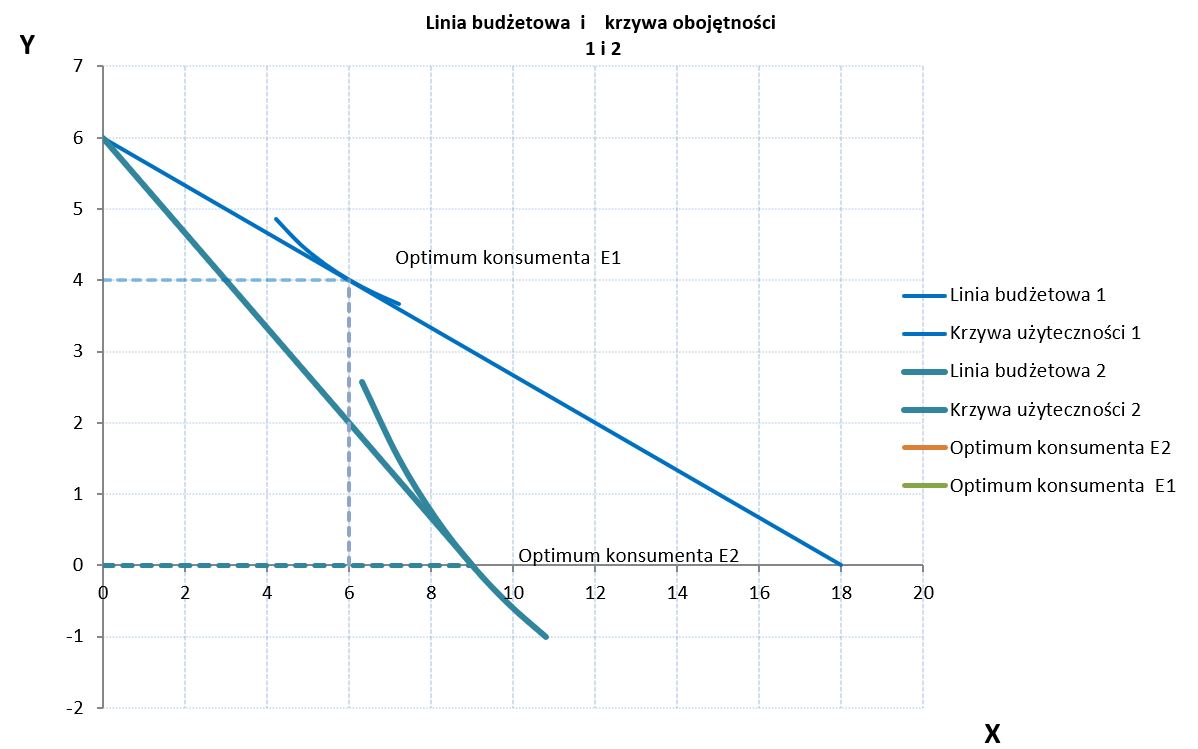 Linia budżetowa  i    krzywa obojętności
1 i 2
Y
7
6
5
4
3
2
1
0
-1
-2
Optimum konsumenta  E1
Optimum konsumenta E2
0 2 4 6 8 10 12 14 16 18 20
X
Linia budżetowa 1
Krzywa użyteczności 1
Linia budżetowa 2
Krzywa użyteczności 2
Optimum konsumenta E2
Optimum konsumenta  E1